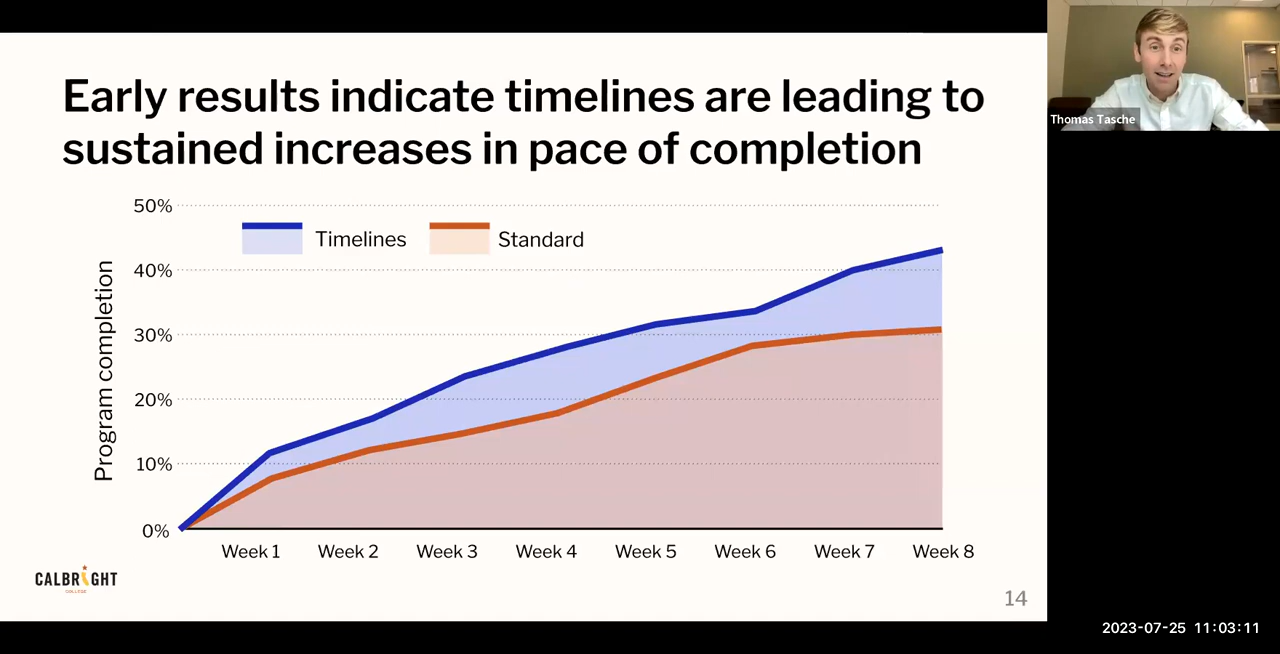 Early results indicate timelines are leading to
sustained increases in pace of completion
Thomas Tasche
50%
Timelines
Standard
40%
30%
20%
10%
0%
Program completion
Week 1
Week 2
Week 3
Week 4
Week 5
Week 6
Week 7
Week 8
CALBRIGHT
COLLEGE
14
2023-07-25 11:03:11